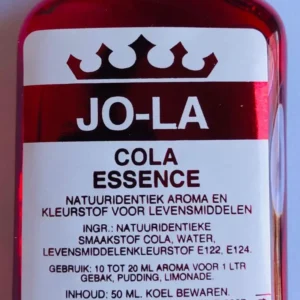 JO-LA
COLA
ESSENCE
NATUURIDENTIEK AROMA EN
KLEURSTOF VOOR LEVENSMIDDELEN
INGR.: NATUURIDENTIEKE
SMAAKSTOF COLA, WATER,
LEVENSMIDDELENKLEURSTOF E122, E124.
GEBRUIK: 10 TOT 20 ML AROMA VOOR 1 LTR
GEBAK, PUDDING, LIMONADE.
INHOUD: 50 ML. KOEL BEWAREN.